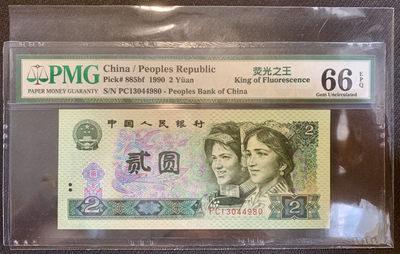 PMG
PAPER MONEY GUARANTY
China / Peoples Republic
Pick# 885bf 1990 2 Yüan
S/N PC13044980 - Peoples Bank of China
荧光之王
King of Fluorescence
66 EPQ
Gem Uncirculated
中国人民银行
贰圆
2
PC13044980
2
2